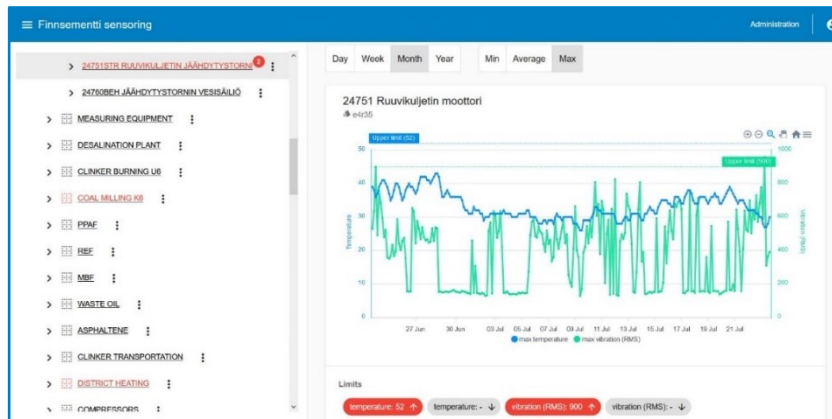 Finnsementti sensoring
Administration
24751STR RUUVIKULJETIN JÄÄHDYTYSTORNI
2
24760BEH JÄÄHDYTYSTORNIN VESISÄILIÖ
MEASURING EQUIPMENT
DESALINATION PLANT
CLINKER BURNING U6
COAL MILLING K8
PPAF
REF
MBF
WASTE OIL
ASPHALTENE
CLINKER TRANSPORTATION
DISTRICT HEATING
COMPRESSORS
Day Week Month Year Min Average Max
24751 Ruuvikuljetin moottori
e4r35
Upper limit (52)
Upper limit (900)
50
40
30
20
10
0
Temperature
1000
800
600
400
200
0
Vibration (RMS)
27 Jun 30 Jun 03 Jul 05 Jul 07 Jul 09 Jul 11 Jul 13 Jul 15 Jul 17 Jul 19 Jul 21 Jul
max temperature max vibration (RMS)
Limits
temperature: 52 ↑ temperature: - ↓ vibration (RMS): 900 ↑ vibration (RMS): - ↓